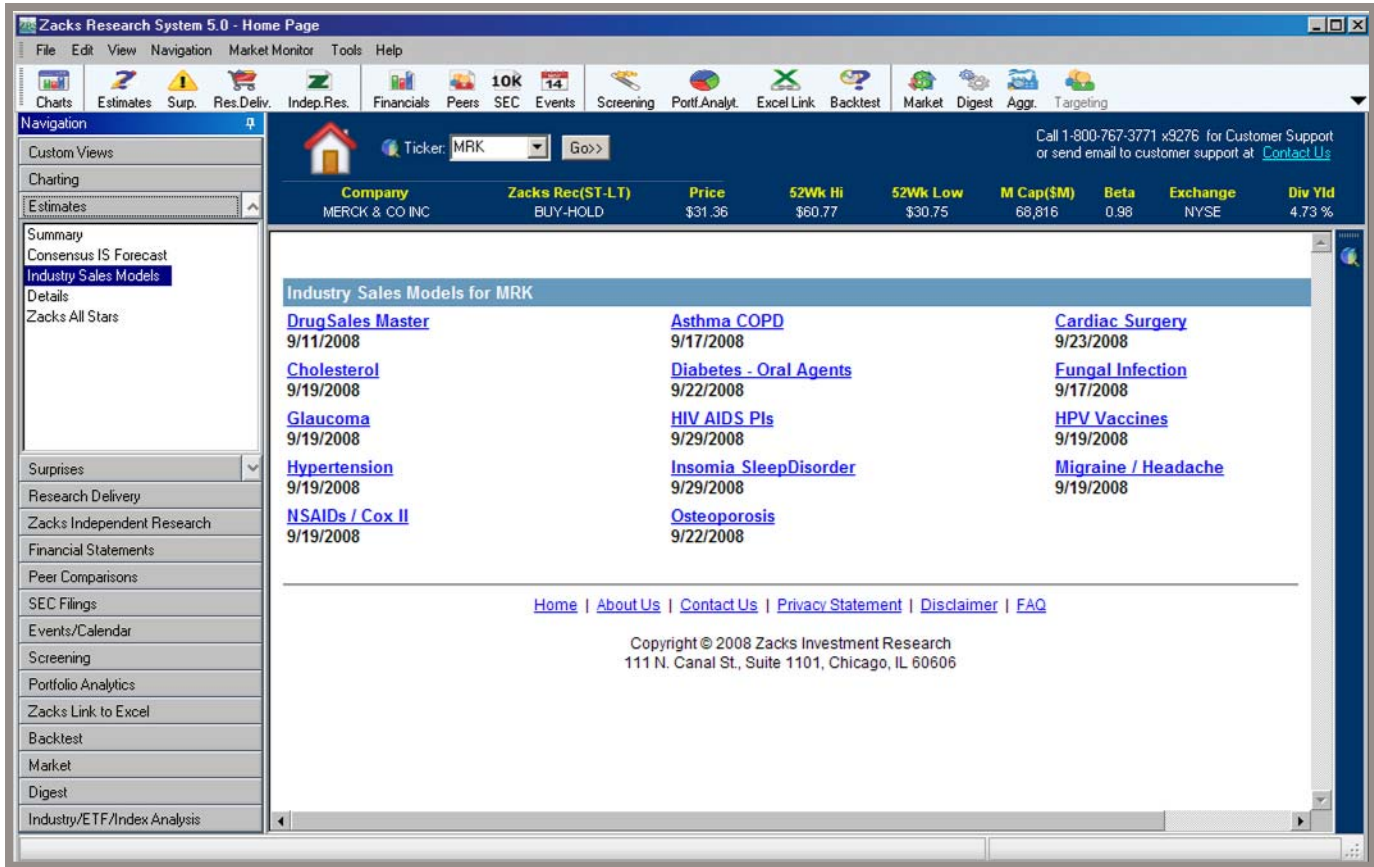 Zacks Research System 5.0 - Home Page
File Edit View Navigation Market Monitor Tools Help
10K 14
Charts Estimates Surp. Res.Deliv. Indep.Res. Financials Peers SEC Events Screening Portf.Analyt. Excel Link Backtest Market Digest Aggr. Targeting
Navigation
Custom Views
Charting
Estimates
Summary
Consensus IS Forecast
Industry Sales Models
Details
Zacks All Stars
Surprises
Research Delivery
Zacks Independent Research
Financial Statements
Peer Comparisons
SEC Filings
Events/Calendar
Screening
Portfolio Analytics
Zacks Link to Excel
Backtest
Market
Digest
Industry/ETF/Index Analysis
Ticker: MRK Go>>
Call 1-800-767-3771 x9276 for Customer Support
or send email to customer support at Contact Us
Company Zacks Rec(ST-LT) Price 52Wk Hi 52Wk Low M Cap($M) Beta Exchange Div Yld
MERCK & CO INC BUY-HOLD $31.36 $60.77 $30.75 68,816 0.98 NYSE 4.73 %
Industry Sales Models for MRK
DrugSales Master Asthma COPD Cardiac Surgery
9/11/2008 9/17/2008 9/23/2008
Cholesterol Diabetes - Oral Agents Fungal Infection
9/19/2008 9/22/2008 9/17/2008
Glaucoma HIV AIDS PIs HPV Vaccines
9/19/2008 9/29/2008 9/19/2008
Hypertension Insomia SleepDisorder Migraine / Headache
9/19/2008 9/29/2008 9/19/2008
NSAIDs / Cox II Osteoporosis
9/19/2008 9/22/2008
Home | About Us | Contact Us | Privacy Statement | Disclaimer | FAQ
Copyright © 2008 Zacks Investment Research
111 N. Canal St., Suite 1101, Chicago, IL 60606